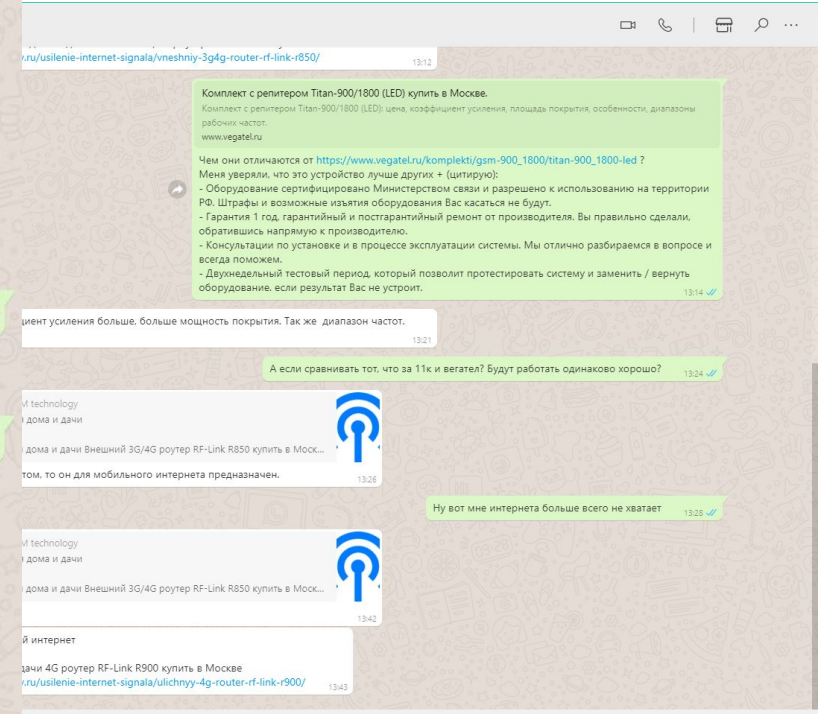 .ru/usilenie-internet-signala/vneshniy-3g4g-router-rf-link-r850/
13:12
Комплект с репитером Titan-900/1800 (LED) купить в Москве.
Комплект с репитером Titan-900/1800 (LED): цена, коэффициент усиления, площадь покрытия, особенности, диапазоны
рабочих частот.
www.vegatel.ru
Чем они отличаются от https://www.vegatel.ru/komplekti/gsm-900_1800/titan-900_1800-led ?
Меня уверяли, что это устройство лучше других + (цитирую):
- Оборудование сертифицировано Министерством связи и разрешено к использованию на территории
РФ. Штрафы и возможные изъятия оборудования Вас касаться не будут.
- Гарантия 1 год, гарантийный и постгарантийный ремонт от производителя. Вы правильно сделали,
обратившись напрямую к производителю.
- Консультации по установке и в процессе эксплуатации системы. Мы отлично разбираемся в вопросе и
всегда поможем.
- Двухнедельный тестовый период, который позволит протестировать систему и заменить / вернуть
оборудование, если результат Вас не устроит.
13:14
циент усиления больше, больше мощность покрытия. Так же диапазон частот.
13:21
А если сравнивать тот, что за 11к и вегател? Будут работать одинаково хорошо?
13:24
M technology
дома и дачи
дома и дачи Внешний 3G/4G роутер RF-Link R850 купить в Моск...
том, то он для мобильного интернета предназначен.
13:26
Ну вот мне интернета больше всего не хватает
13:28
M technology
дома и дачи
дома и дачи Внешний 3G/4G роутер RF-Link R850 купить в Моск...
13:42
й интернет
дачи 4G роутер RF-Link R900 купить в Москве
.ru/usilenie-internet-signala/ulichnyy-4g-router-rf-link-r900/
13:43